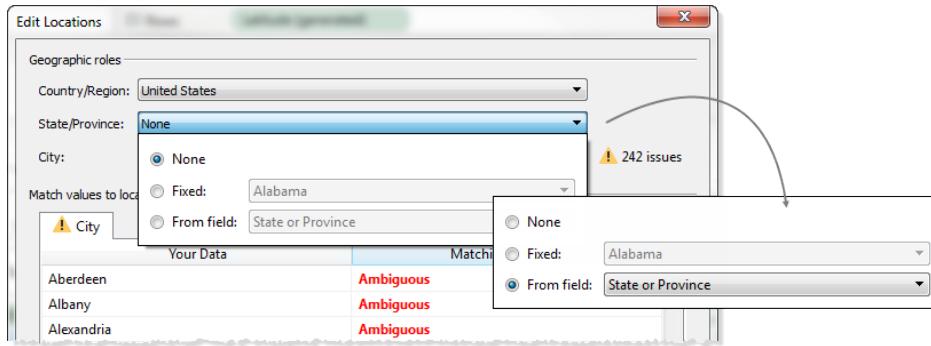 Edit Locations
Geographic roles
Country/Region: United States
State/Province: None
City:
None
242 issues
Fixed: Alabama
Match values to loca
From field: State or Province
City
Your Data
Matchi
Aberdeen Ambiguous
Albany Ambiguous
Alexandria Ambiguous
None
Fixed: Alabama
From field: State or Province